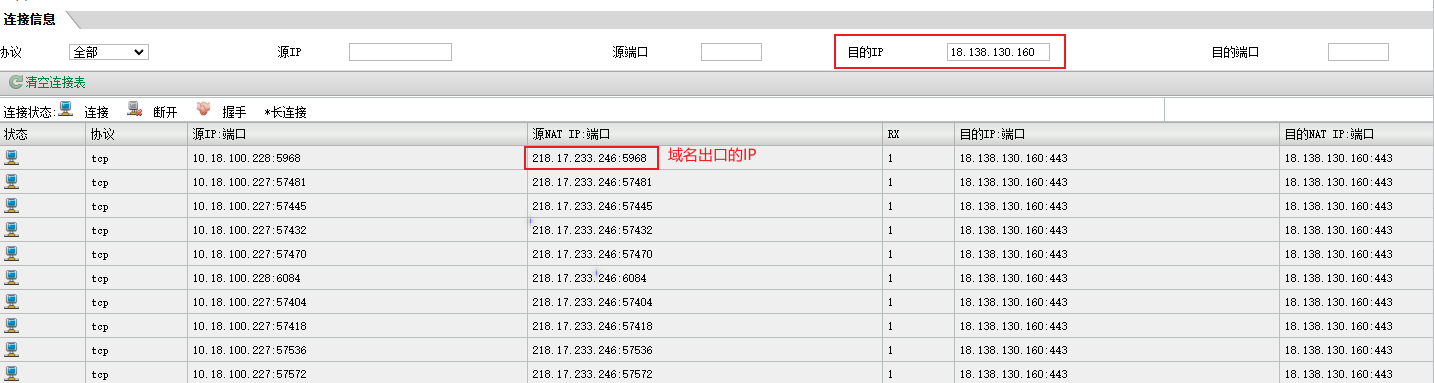 连接信息
协议 全部 源IP 源端口 目的IP 18.138.130.160 目的端口
清空连接表
连接状态: 连接 断开 握手 *长连接
状态 协议 源IP:端口 源NAT IP:端口 RX 目的IP:端口 目的NAT IP:端口
tcp 10.18.100.228:5968 218.17.233.246:5968 域名出口的IP 1 18.138.130.160:443 18.138.130.160:443
tcp 10.18.100.227:57481 218.17.233.246:57481 1 18.138.130.160:443 18.138.130.160:443
tcp 10.18.100.227:57445 218.17.233.246:57445 1 18.138.130.160:443 18.138.130.160:443
tcp 10.18.100.227:57432 218.17.233.246:57432 1 18.138.130.160:443 18.138.130.160:443
tcp 10.18.100.227:57470 218.17.233.246:57470 1 18.138.130.160:443 18.138.130.160:443
tcp 10.18.100.228:6084 218.17.233.246:6084 1 18.138.130.160:443 18.138.130.160:443
tcp 10.18.100.227:57404 218.17.233.246:57404 1 18.138.130.160:443 18.138.130.160:443
tcp 10.18.100.227:57418 218.17.233.246:57418 1 18.138.130.160:443 18.138.130.160:443
tcp 10.18.100.227:57536 218.17.233.246:57536 1 18.138.130.160:443 18.138.130.160:443
tcp 10.18.100.227:57572 218.17.233.246:57572 1 18.138.130.160:443 18.138.130.160:443